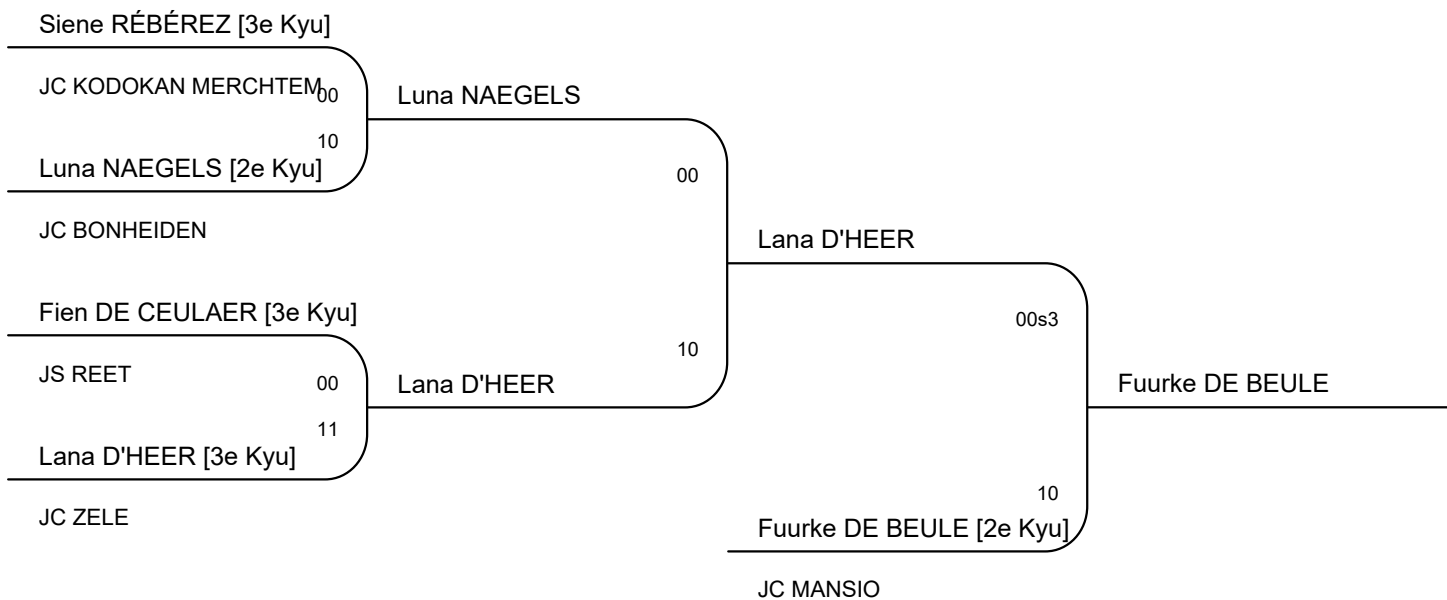 Siene RÉBÉREZ [3e Kyu]
JC KODOKAN MERCHTEM
00
10
Luna NAEGELS [2e Kyu]
JC BONHEIDEN
Fien DE CEULAER [3e Kyu]
JS REET
00
11
Lana D'HEER [3e Kyu]
JC ZELE
Luna NAEGELS
00
10
Lana D'HEER
Lana D'HEER
00s3
10
Fuurke DE BEULE [2e Kyu]
JC MANSIO
Fuurke DE BEULE